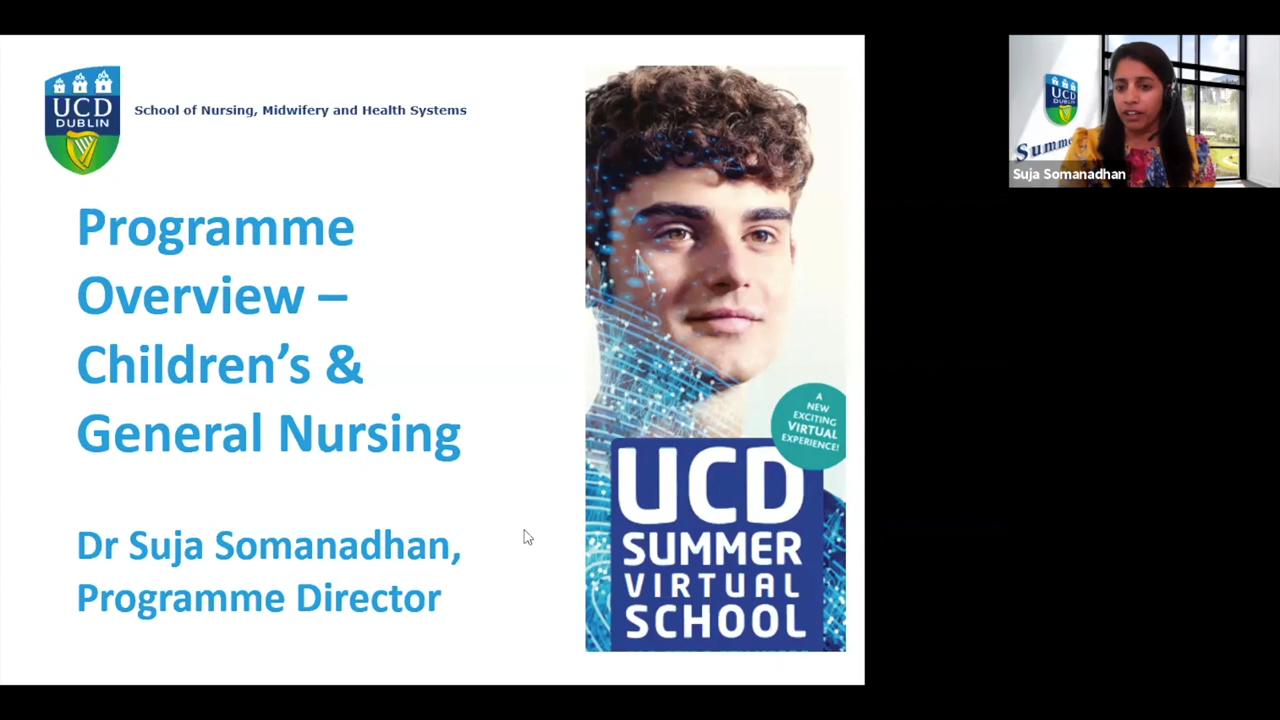 UCD
DUBLIN
School of Nursing, Midwifery and Health Systems
Programme
Overview –
Children's &
General Nursing
Dr Suja Somanadhan,
Programme Director
A
NEW
EXCITING
VIRTUAL
EXPERIENCE!
UCD
SUMMER
VIRTUAL
SCHOOL
UCD
DUBLIN
Summe
Suja Somanadhan